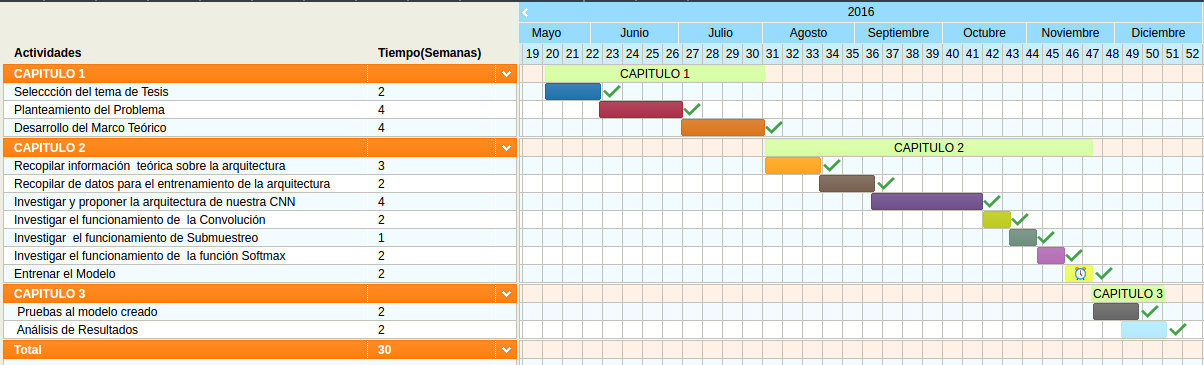 2016
Mayo Junio Julio Agosto Septiembre Octubre Noviembre Diciembre
Actividades Tiempo(Semanas) 19 20 21 22 23 24 25 26 27 28 29 30 31 32 33 34 35 36 37 38 39 40 41 42 43 44 45 46 47 48 49 50 51 52
CAPITULO 1 CAPITULO 1
Seleccción del tema de Tesis 2
Planteamiento del Problema 4
Desarrollo del Marco Teórico 4
CAPITULO 2 CAPITULO 2
Recopilar información teórica sobre la arquitectura 3
Recopilar de datos para el entrenamiento de la arquitectura 2
Investigar y proponer la arquitectura de nuestra CNN 4
Investigar el funcionamiento de la Convolución 2
Investigar el funcionamiento de Submuestreo 1
Investigar el funcionamiento de la función Softmax 2
Entrenar el Modelo 2
CAPITULO 3 CAPITULO 3
Pruebas al modelo creado 2
Análisis de Resultados 2
Total 30